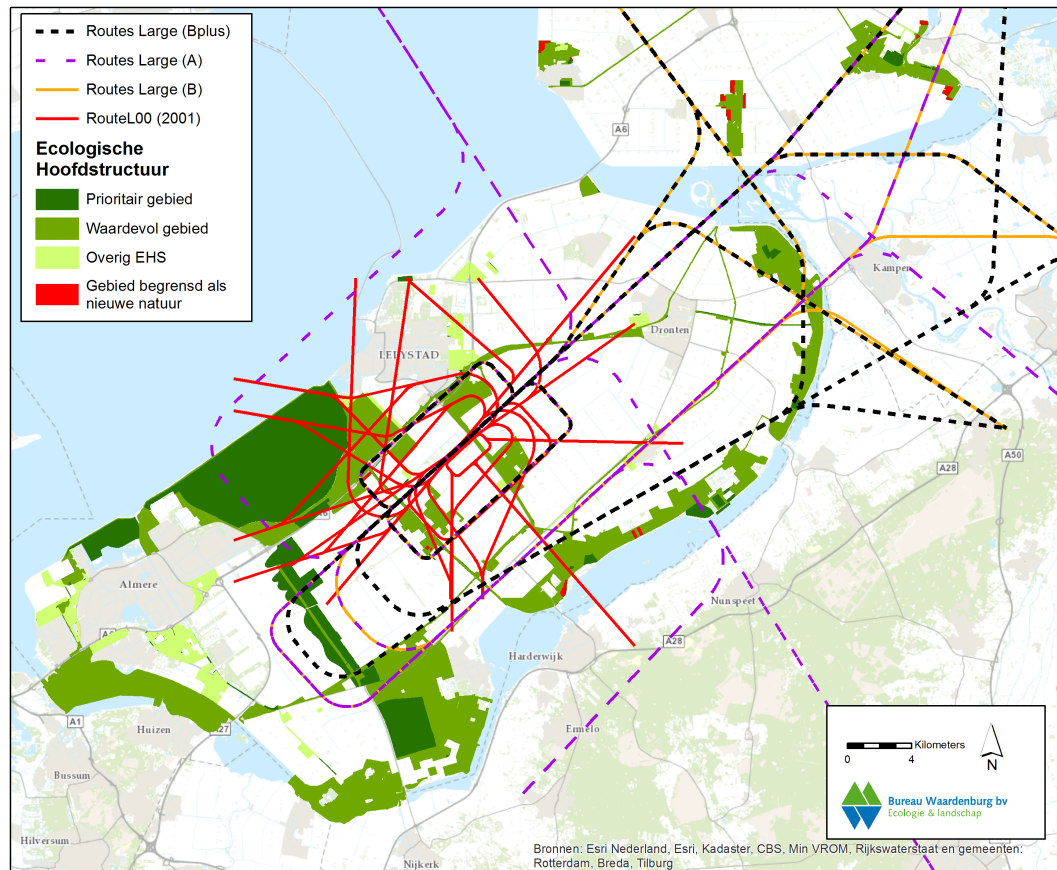 Routes Large (Bplus)
Routes Large (A)
Routes Large (B)
RouteL00 (2001)
Ecologische
Hoofdstructuur
Prioritair gebied
Waardevol gebied
Overig EHS
Gebied begrensd als
nieuwe natuur
A6
Kampen
Dronten
LELYSTAD
A50
A28
Almere
Nunspeet
A28
Harderwijk
A1
Huizen
A27
Ermelo
Bussum
Hilversum
Nijkerk
Kilometers
0 4
N
Bureau Waardenburg bv
Ecologie & landschap
Bronnen: Esri Nederland, Esri, Kadaster, CBS, Min VROM, Rijkswaterstaat en gemeenten:
Rotterdam, Breda, Tilburg